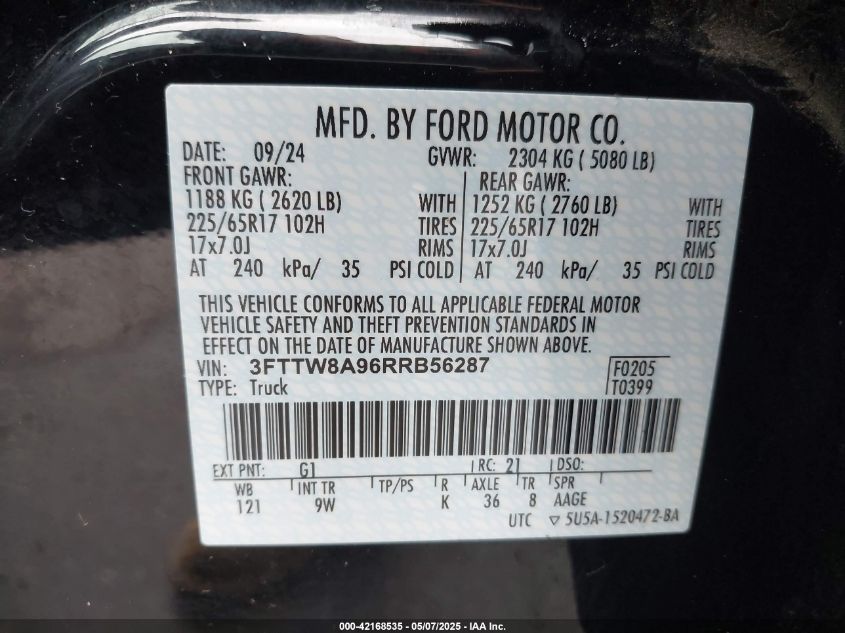 MFD. BY FORD MOTOR CO.
DATE: 09/24 GVWR: 2304 KG ( 5080 LB)
FRONT GAWR: REAR GAWR:
1188 KG ( 2620 LB) WITH 1252 KG ( 2760 LB) WITH
225/65R17 102H TIRES 225/65R17 102H TIRES
17x7.0J RIMS 17x7.0J RIMS
AT 240 kPa/ 35 PSI COLD AT 240 kPa/ 35 PSI COLD
THIS VEHICLE CONFORMS TO ALL APPLICABLE FEDERAL MOTOR
VEHICLE SAFETY AND THEFT PREVENTION STANDARDS IN
EFFECT ON THE DATE OF MANUFACTURE SHOWN ABOVE.
VIN: 3FTTW8A96RRB56287 F0205
TYPE: Truck T0399
EXT PNT: G1 RC: 21 DSO:
WB INT TR TP/PS R AXLE TR SPR
121 9W K 36 8 AAGE
UTC ▽ 5U5A-1520472-BA
000-42168535 - 05/07/2025 - IAA Inc.